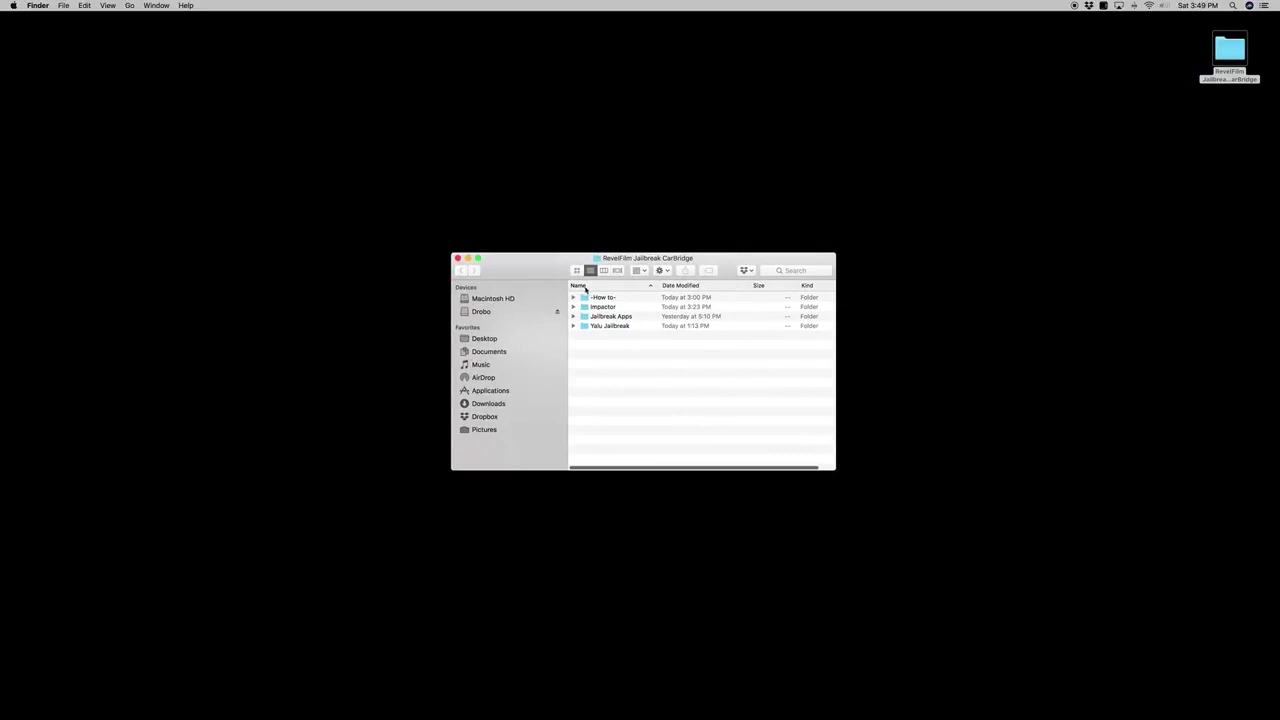 Finder File Edit View Go Window Help Sat 3:49 PM
RevelFilm
Jailbrea...arBridge
RevelFilm Jailbreak CarBridge
Search
Devices
Macintosh HD
Drobo
Favorites
Desktop
Documents
Music
AirDrop
Applications
Downloads
Dropbox
Pictures
Name Date Modified Size Kind
-How to- Today at 3:00 PM -- Folder
Impactor Today at 3:23 PM -- Folder
Jailbreak Apps Yesterday at 5:10 PM -- Folder
Yalu Jailbreak Today at 1:13 PM -- Folder